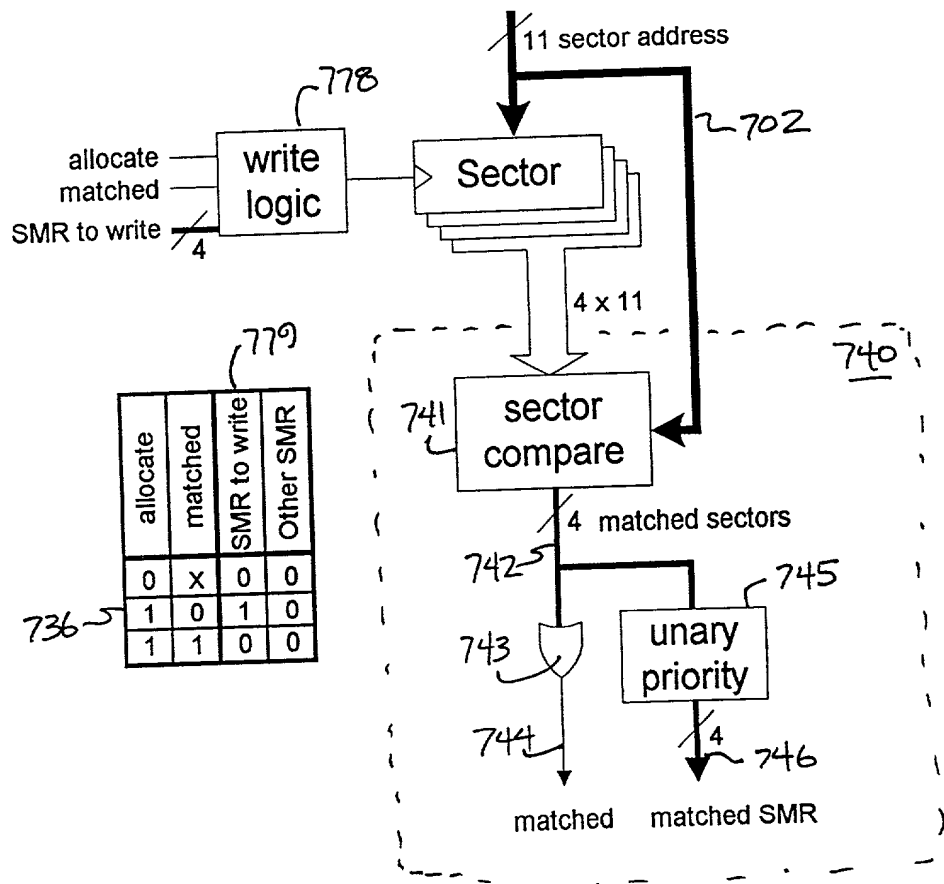 11 sector address
778
702
allocate
matched
SMR to write
4
write
logic
Sector
4 x 11
740
779
allocate
matched
SMR to write
Other SMR
0 x 0 0
1 0 1 0
1 1 0 0
736
741
sector
compare
4 matched sectors
742
745
743
unary
priority
744
4
746
matched
matched SMR